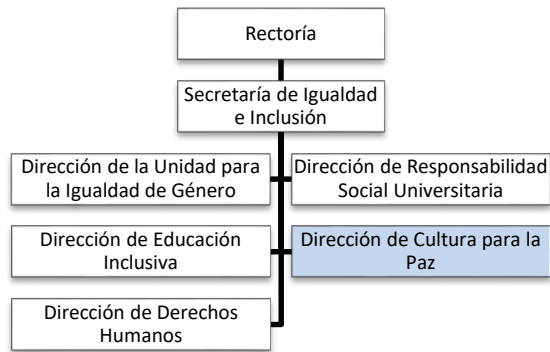 Rectoría
Secretaría de Igualdad
e Inclusión
Dirección de la Unidad para
la Igualdad de Género
Dirección de Responsabilidad
Social Universitaria
Dirección de Educación
Inclusiva
Dirección de Cultura para la
Paz
Dirección de Derechos
Humanos